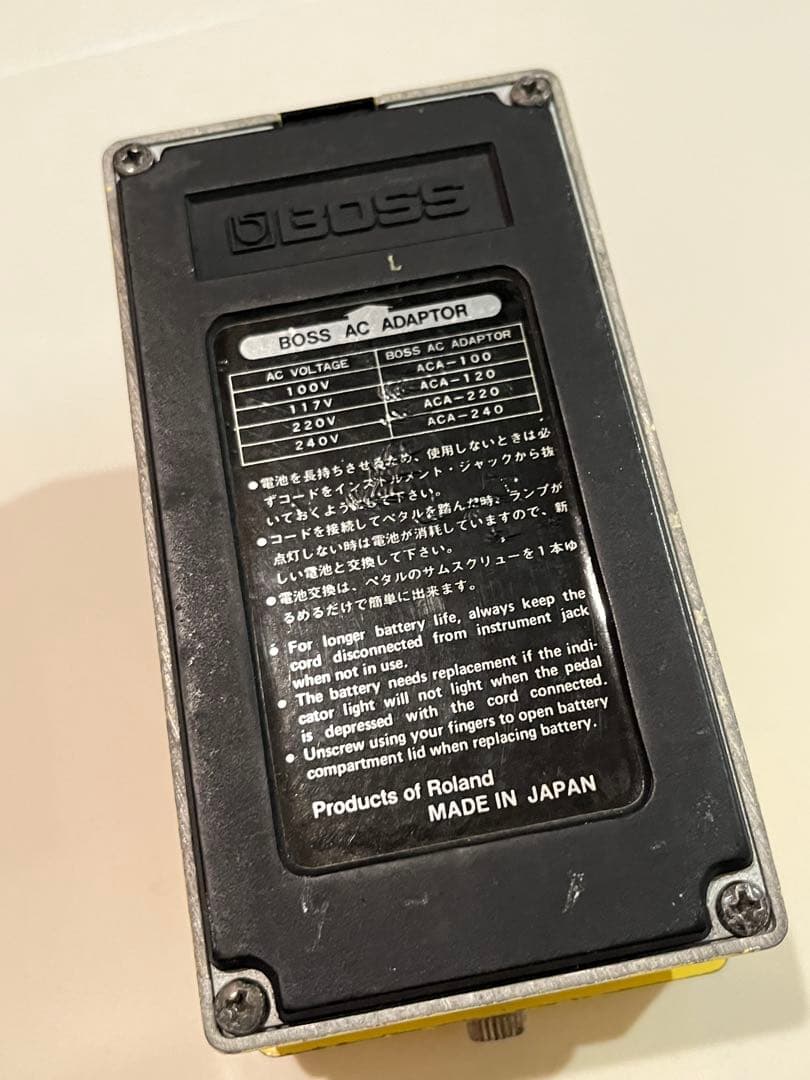 BOSS
L
BOSS AC ADAPTOR
AC VOLTAGE BOSS AC ADAPTOR
100V ACA-100
117V ACA-120
220V ACA-220
240V ACA-240
●電池を長持ちさせるため、使用しないときは必
ずコードをインストルメント・ジャックから抜
いておくようにして下さい。
●コードを接続してペタルを踏んだ時、ランプが
点灯しない時は電池が消耗していますので、新
しい電池と交換して下さい。
●電池交換は、ペタルのサムスクリューを1本ゆ
るめるだけで簡単に出来ます。
● For longer battery life, always keep the
cord disconnected from instrument jack
when not in use.
● The battery needs replacement if the indi-
cator light will not light when the pedal
is depressed with the cord connected.
● Unscrew using your fingers to open battery
compartment lid when replacing battery.
Products of Roland
MADE IN JAPAN